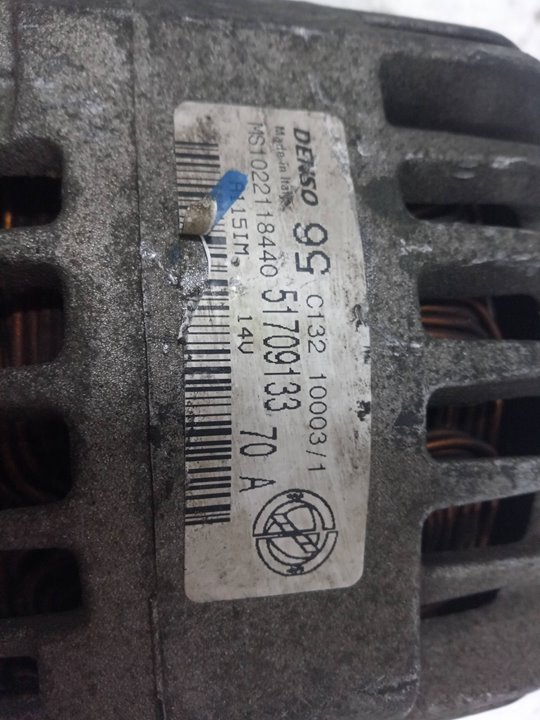 DENSO 95 C132 10003/1
Made in Italy
MS1022118440 51709133 70 A
A115IM. 14V